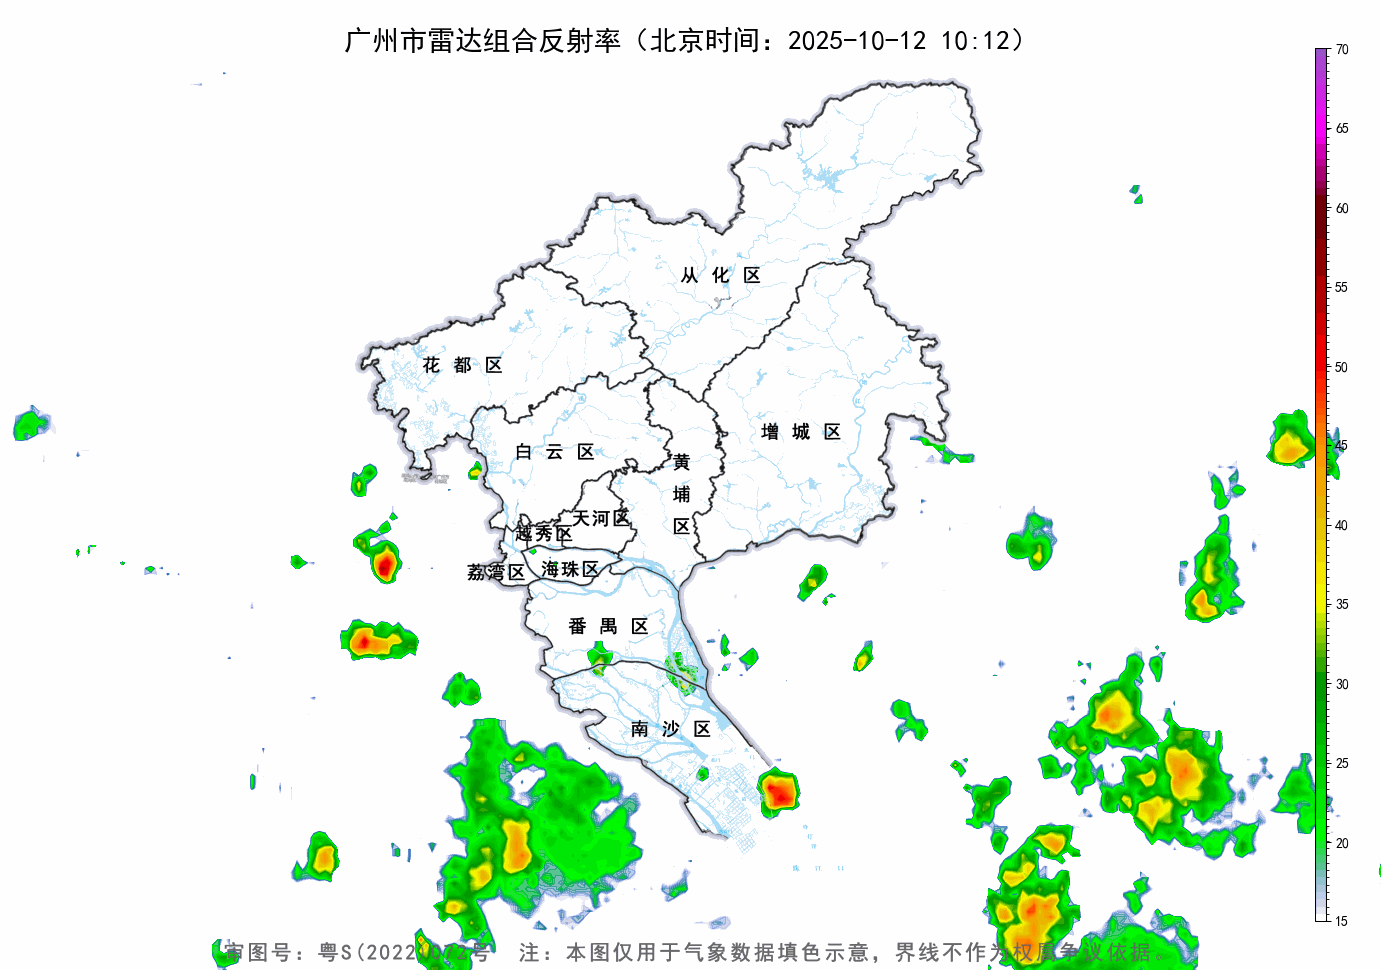 广州市雷达组合反射率（北京时间：2025-10-12 10:12）
70
65
60
55
50
45
40
35
30
25
20
15
从化区
花都区
增城区
白云区
黄埔区
天河区
越秀区
海珠区
荔湾区
番禺区
南沙区
审图号：粤S(2022)072号 注：本图仅用于气象数据填色示意，界线不作为权属争议依据。